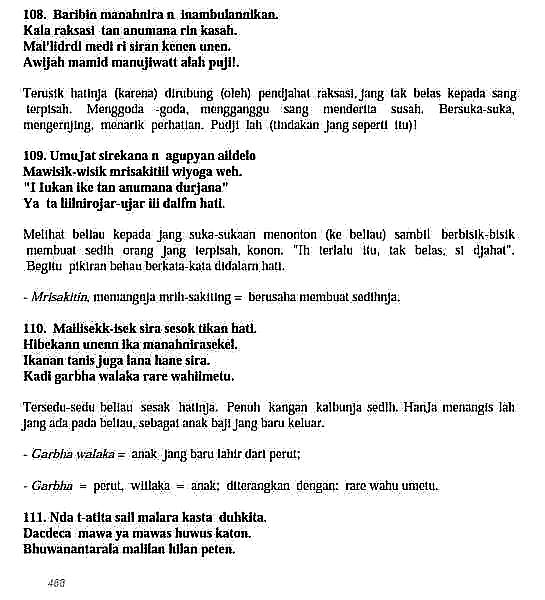 108. Baribin manahnira n inambulannikan.
Kala raksasi tan anumana rin kasah.
Mal'lidrdi medi ri siran kenen unen.
Awijah mamid manujiwatt alah puji!.
Terusik hatinja (karena) dirubung (oleh) pendjahat raksasi, jang tak belas kepada sang
terpisah. Menggoda -goda, mengganggu sang menderita susah. Bersuka-suka,
mengernjing, menarik perhatian. Pudji lah (tindakan jang seperti itu)!
109. UmuJat sirekana n agupyan aildelo
Mawisik-wisik mrisakitiil wiyoga weh.
"I Iukan ike tan anumana durjana"
Ya ta liilnirojar-ujar iii dalfm hati.
Melihat beliau kepada jang suka-sukaan menonton (ke beliau) sambil berbisik-bisik
membuat sedih orang jang terpisah, konon. "Ih terlalu itu, tak belas, si djahat".
Begitu pikiran behau berkata-kata didalarn hati.
- Mrisakitin, memangnja mrih-sakiting = berusaha membuat sedihnja.
110. Mailisekk-isek sira sesok tikan hati.
Hibekann unenn ika manahnirasekel.
Ikanan tanis juga lana hane sira.
Kadi garbha walaka rare wahiimetu.
Tersedu-sedu beliau sesak hatinja. Penuh kangan kalbunja sedih. HanJa menangis lah
jang ada pada beliau, sebagai anak baji jang baru keluar.
- Garbha walaka = anak jang baru lahir dari perut;
- Garbha = perut, willaka = anak; diterangkan dengan: rare wahu umetu.
111. Nda t-atita sail malara kasta duhkita.
Dacdeca mawa ya mawas huwus katon.
Bhuwanantarala malilan hilan peten.
468